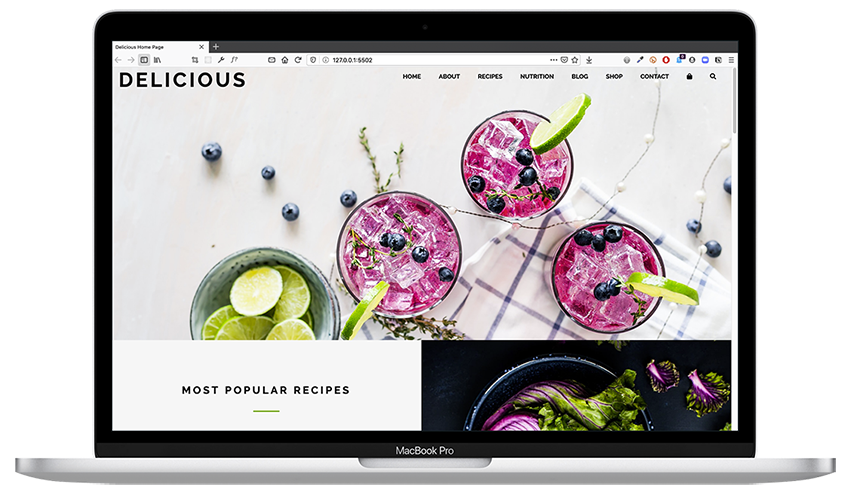 Delicious Home Page
127.0.0.1:5502
DELICIOUS
HOME ABOUT RECIPES NUTRITION BLOG SHOP CONTACT
MOST POPULAR RECIPES
MacBook Pro